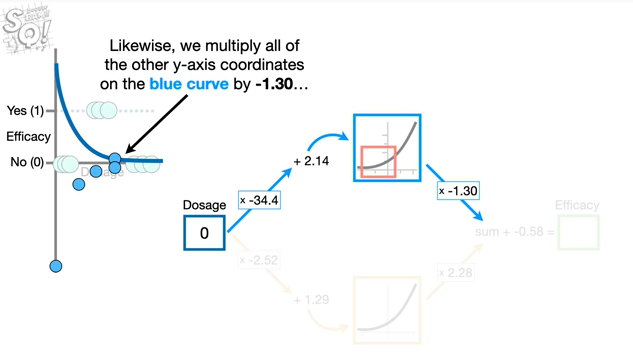 Likewise, we multiply all of
the other y-axis coordinates
on the blue curve by -1.30…
Yes (1)
Efficacy
No (0)
Dosage
+ 2.14
x -34.4
x -1.30
Dosage
0
Efficacy
sum + -0.58 =
x -2.52
x 2.28
+ 1.29